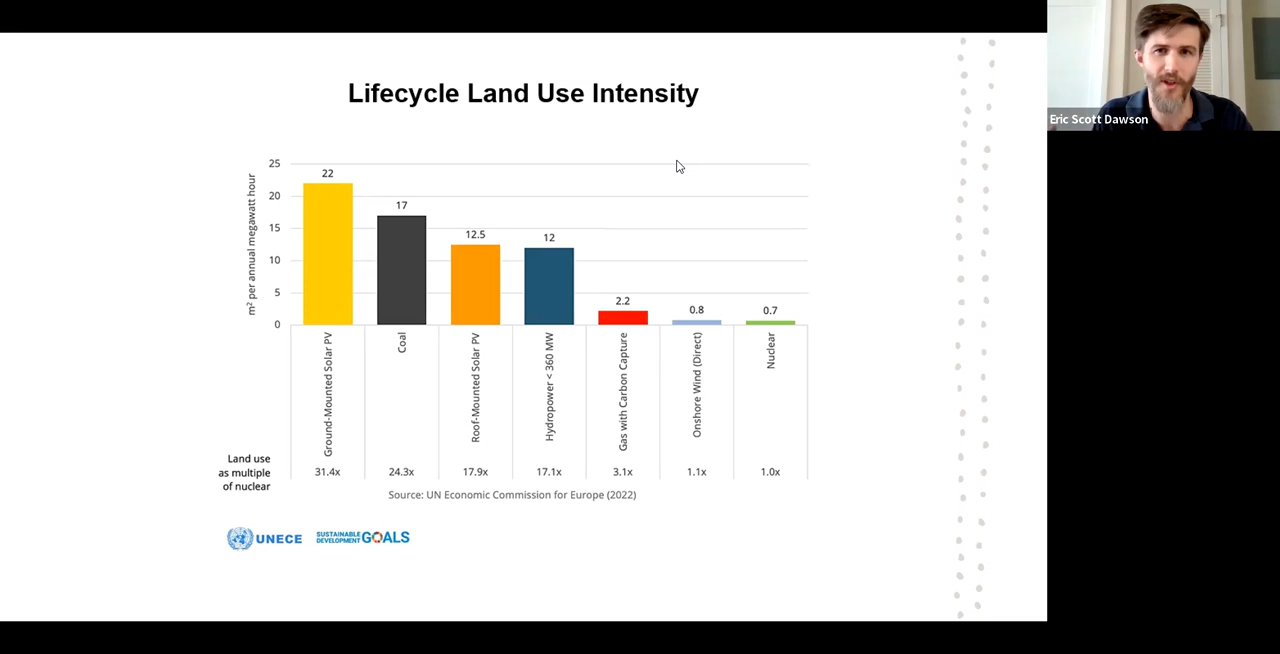 Lifecycle Land Use Intensity
m² per annual megawatt hour
25
20
15
10
5
0
22
17
12.5
12
2.2
0.8
0.7
Ground-Mounted Solar PV
Coal
Roof-Mounted Solar PV
Hydropower < 360 MW
Gas with Carbon Capture
Onshore Wind (Direct)
Nuclear
Land use
as multiple
of nuclear
31.4x
24.3x
17.9x
17.1x
3.1x
1.1x
1.0x
Source: UN Economic Commission for Europe (2022)
UNECE
SUSTAINABLE
DEVELOPMENT GOALS
Eric Scott Dawson